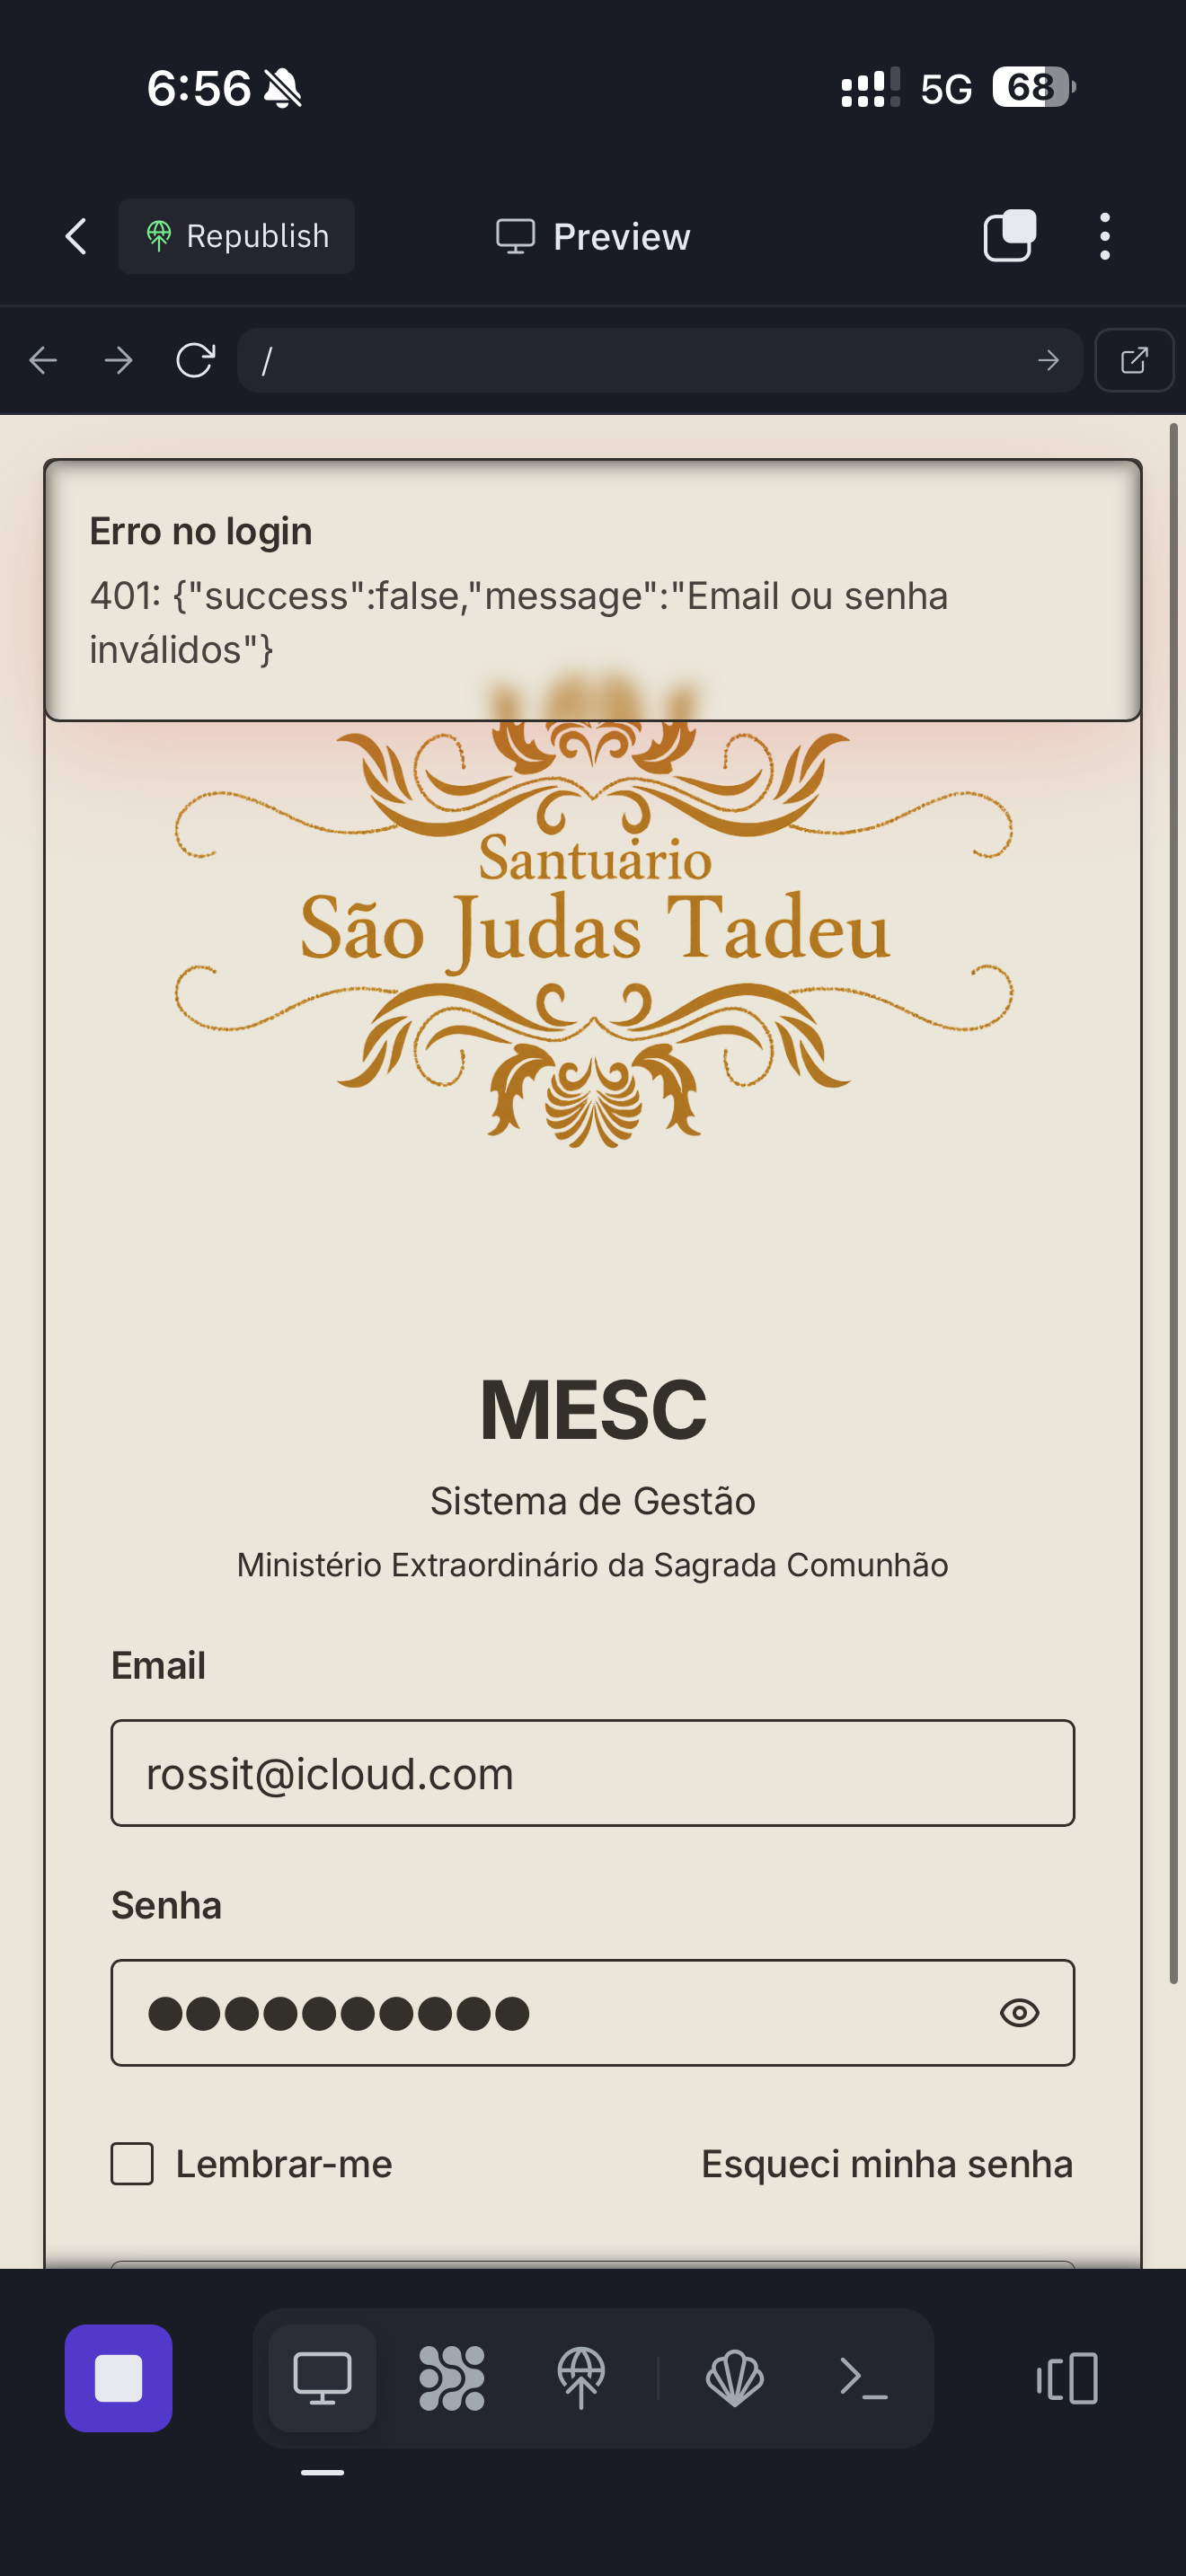 6:56
5G
68
Republish
Preview
/
Erro no login
401: {"success":false,"message":"Email ou senha
inválidos"}
Santuário
São Judas Tadeu
MESC
Sistema de Gestão
Ministério Extraordinário da Sagrada Comunhão
Email
rossit@icloud.com
Senha
Lembrar-me
Esqueci minha senha